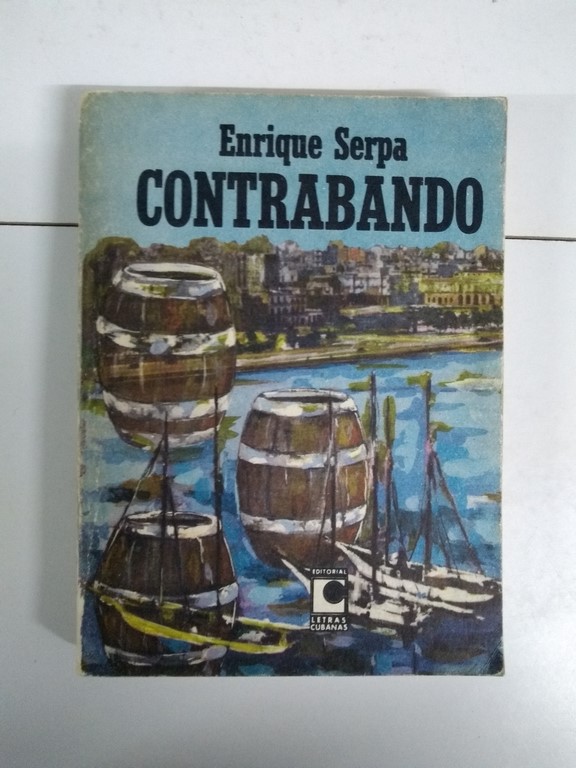 Enrique Serpa
CONTRABANDO
EDITORIAL
LETRAS
CUBANAS